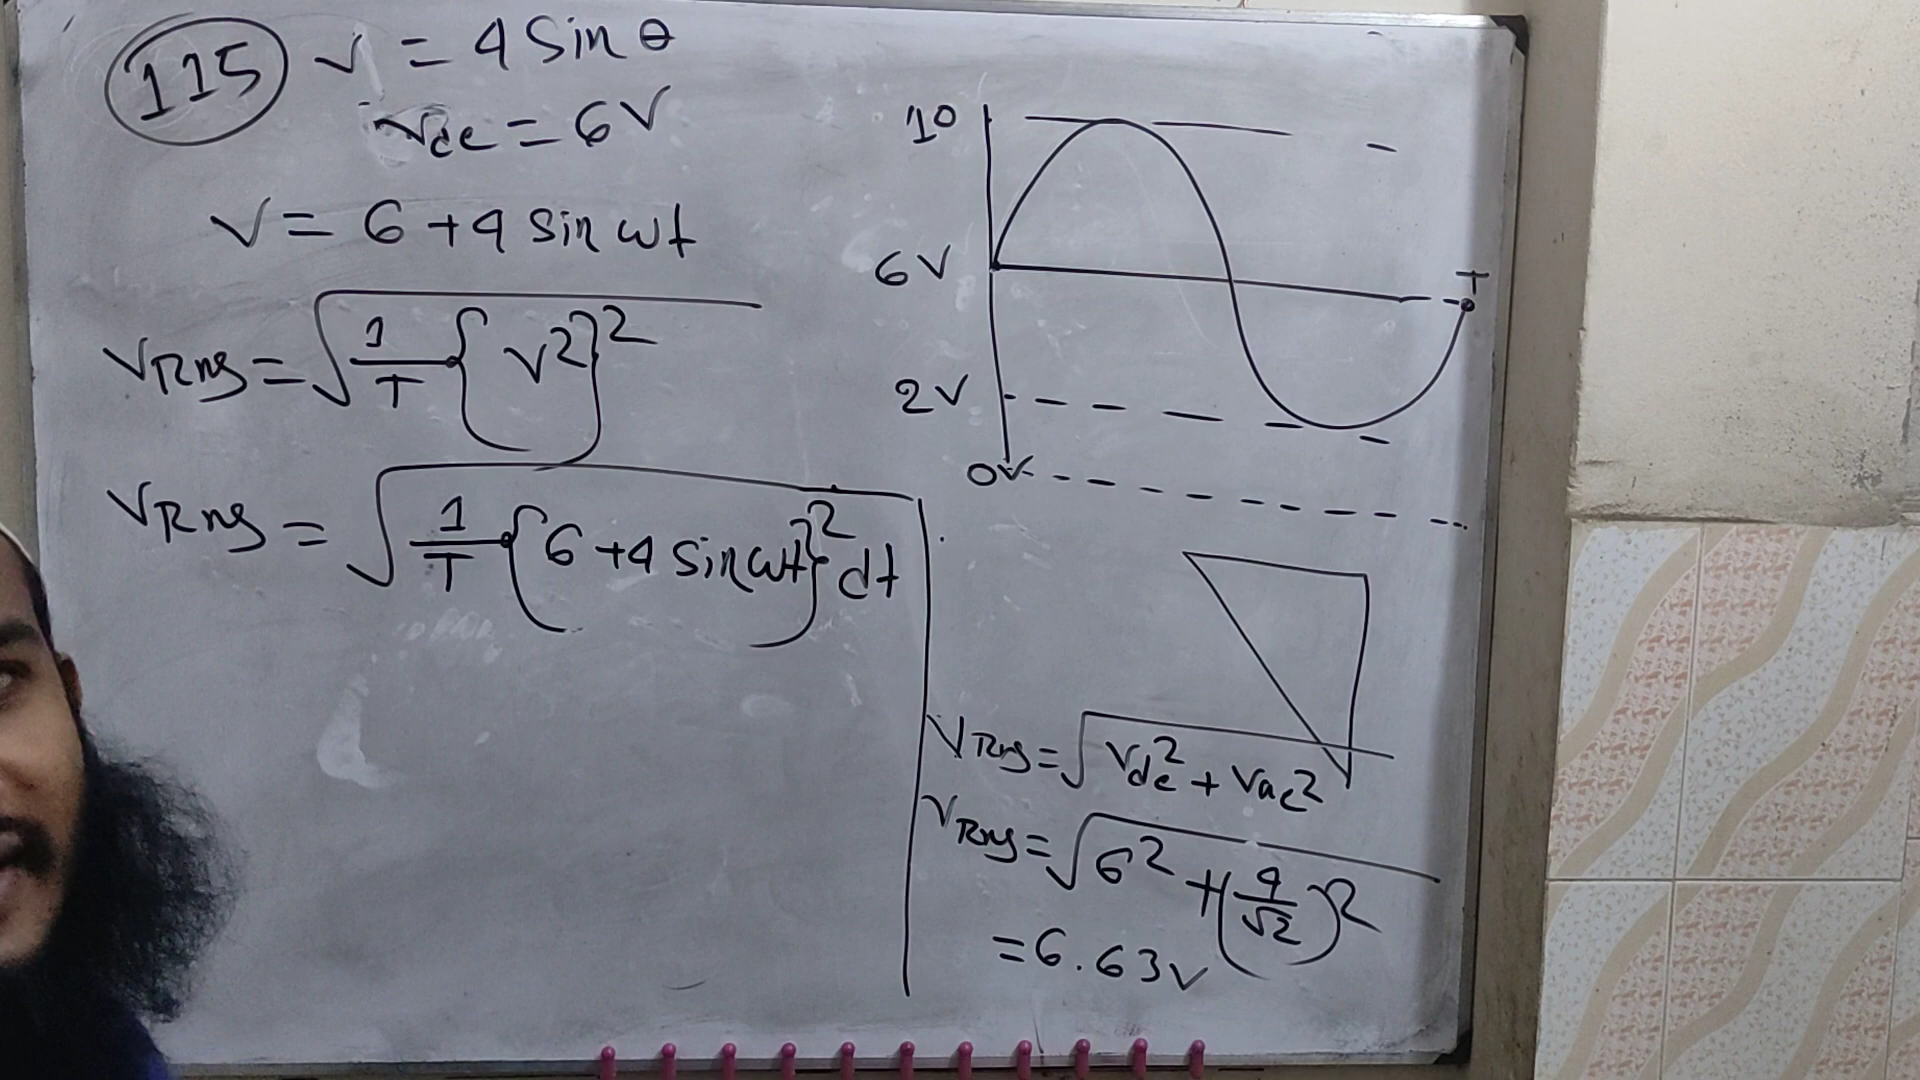 115 V = 4 Sin θ
Vdc = 6V
V = 6 + 4 Sin ωt
VRms = √ 1/T { V² }²
VRms = √ 1/T { 6 + 4 Sin ωt }² dt
10
6V
T
2V
0V
VRms = √ Vdc² + Vac²
VRms = √ 6² + (4/√2)²
= 6.63V